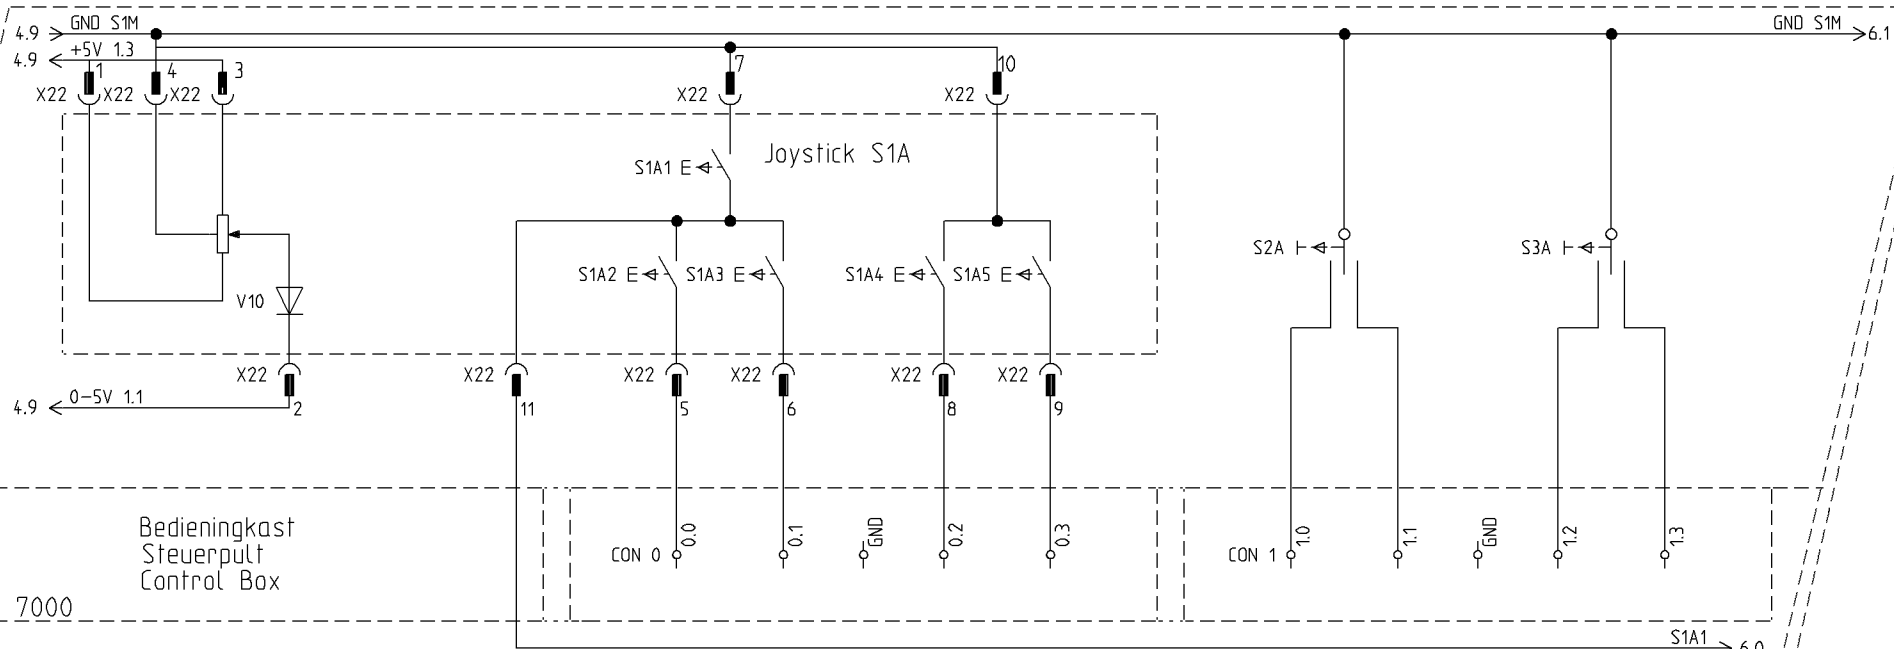 4.9 GND S1M GND S1M 6.1
4.9 +5V 1.3
1 4 3 7 10
X22 X22 X22 X22 X22
Joystick S1A
S1A1
S2A S3A
S1A2 S1A3 S1A4 S1A5
V10
X22 X22 X22 X22 X22 X22
4.9 0-5V 1.1
2 11 5 6 8 9
Bedieningkast
Steuerpult
Control Box
7000
CON 0 0.0 0.1 GND 0.2 0.3
CON 1 1.0 1.1 GND 1.2 1.3
S1A1 6.0